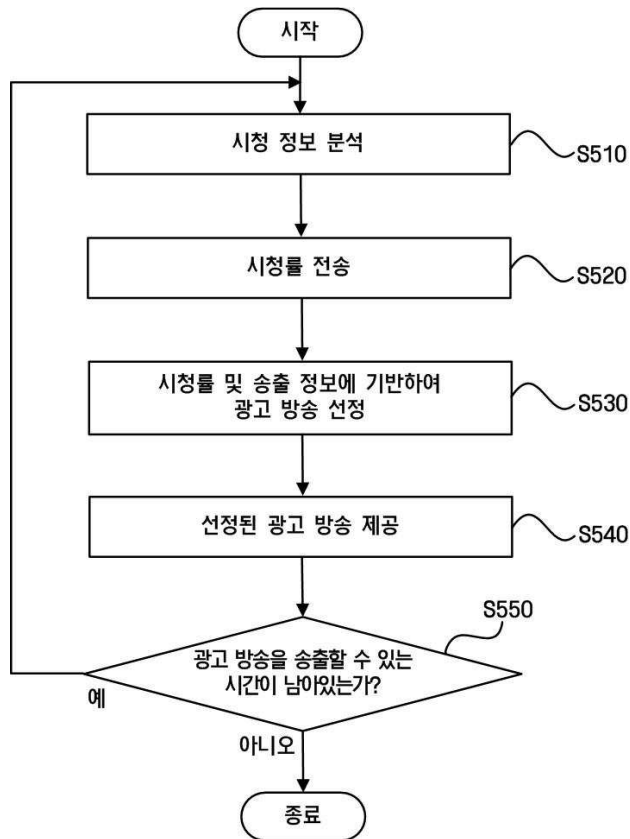 시작
시청 정보 분석
S510
시청률 전송
S520
시청률 및 송출 정보에 기반하여
광고 방송 선정
S530
선정된 광고 방송 제공
S540
S550
광고 방송을 송출할 수 있는
시간이 남아있는가?
예
아니오
종료